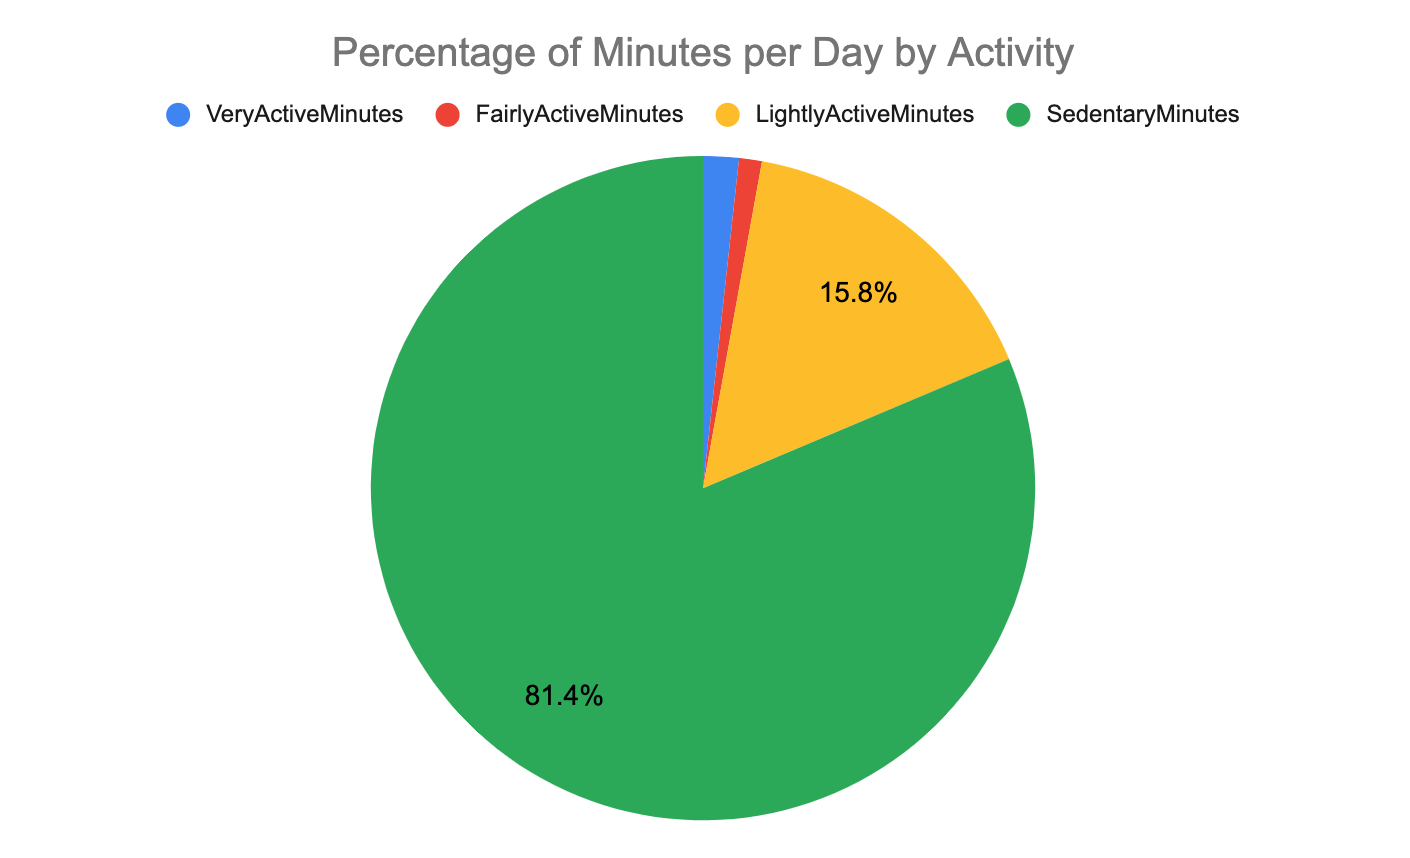 Percentage of Minutes per Day by Activity
VeryActiveMinutes FairlyActiveMinutes LightlyActiveMinutes SedentaryMinutes
15.8%
81.4%